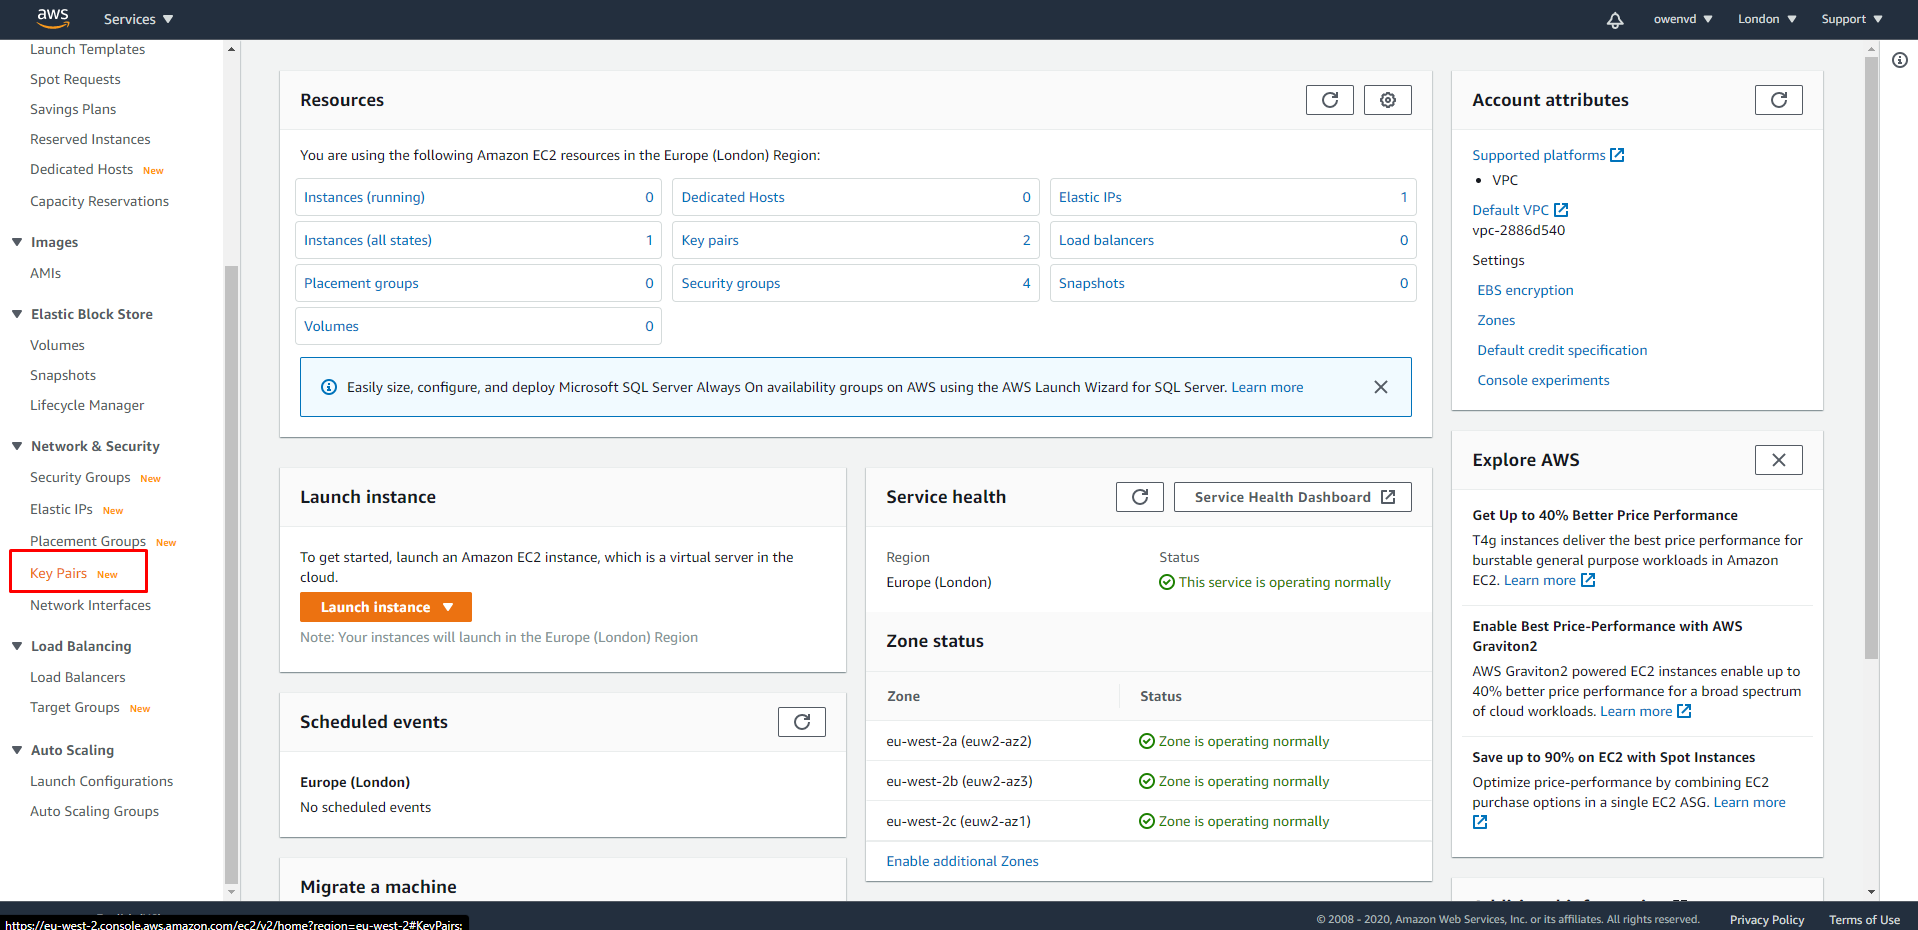 aws
Services
owenvd
London
Support
Launch Templates
Spot Requests
Savings Plans
Reserved Instances
Dedicated Hosts New
Capacity Reservations
Images
AMIs
Elastic Block Store
Volumes
Snapshots
Lifecycle Manager
Network & Security
Security Groups New
Elastic IPs New
Placement Groups New
Key Pairs New
Network Interfaces
Load Balancing
Load Balancers
Target Groups New
Auto Scaling
Launch Configurations
Auto Scaling Groups
Resources
You are using the following Amazon EC2 resources in the Europe (London) Region:
Instances (running) 0
Dedicated Hosts 0
Elastic IPs 1
Instances (all states) 1
Key pairs 2
Load balancers 0
Placement groups 0
Security groups 4
Snapshots 0
Volumes 0
Easily size, configure, and deploy Microsoft SQL Server Always On availability groups on AWS using the AWS Launch Wizard for SQL Server. Learn more
Launch instance
To get started, launch an Amazon EC2 instance, which is a virtual server in the
cloud.
Launch instance
Note: Your instances will launch in the Europe (London) Region
Scheduled events
Europe (London)
No scheduled events
Migrate a machine
Service health
Service Health Dashboard
Region
Status
Europe (London)
This service is operating normally
Zone status
Zone
Status
eu-west-2a (euw2-az2)
Zone is operating normally
eu-west-2b (euw2-az3)
Zone is operating normally
eu-west-2c (euw2-az1)
Zone is operating normally
Enable additional Zones
Account attributes
Supported platforms
• VPC
Default VPC
vpc-2886d540
Settings
EBS encryption
Zones
Default credit specification
Console experiments
Explore AWS
Get Up to 40% Better Price Performance
T4g instances deliver the best price performance for
burstable general purpose workloads in Amazon
EC2. Learn more
Enable Best Price-Performance with AWS
Graviton2
AWS Graviton2 powered EC2 instances enable up to
40% better price performance for a broad spectrum
of cloud workloads. Learn more
Save up to 90% on EC2 with Spot Instances
Optimize price-performance by combining EC2
purchase options in a single EC2 ASG. Learn more
https://eu-west-2.console.aws.amazon.com/ec2/v2/home?region=eu-west-2#KeyPairs:
© 2008 - 2020, Amazon Web Services, Inc. or its affiliates. All rights reserved.
Privacy Policy
Terms of Use